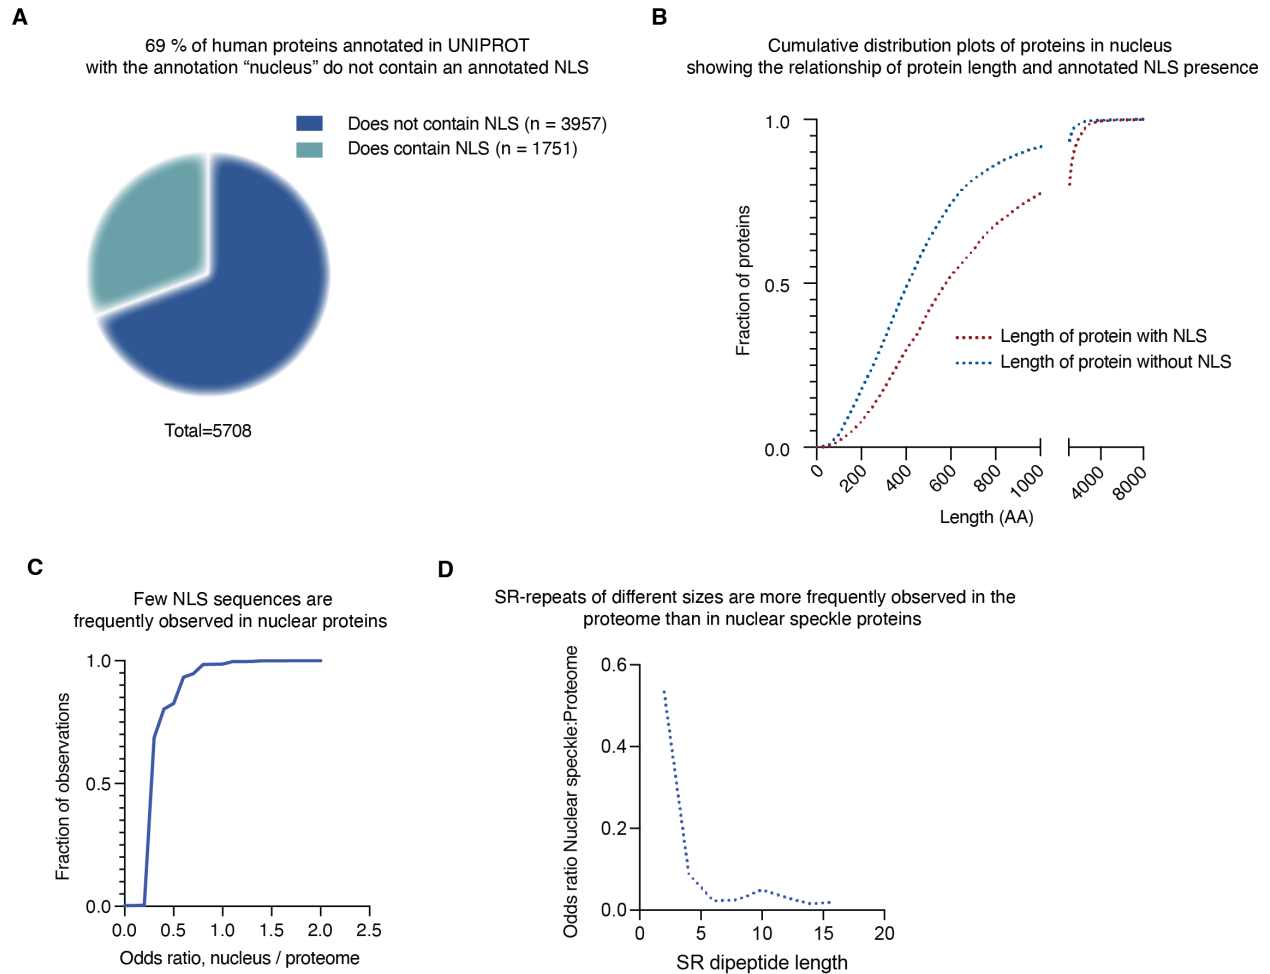 A
69 % of human proteins annotated in UNIPROT
with the annotation “nucleus” do not contain an annotated NLS
Does not contain NLS (n = 3957)
Does contain NLS (n = 1751)
Total=5708
B
Cumulative distribution plots of proteins in nucleus
showing the relationship of protein length and annotated NLS presence
Fraction of proteins
1.0
0.5
0.0
Length of protein with NLS
Length of protein without NLS
0 200 400 600 800 1000 4000 8000
Length (AA)
C
Few NLS sequences are
frequently observed in nuclear proteins
Fraction of observations
1.0
0.5
0.0
0.0 0.5 1.0 1.5 2.0 2.5
Odds ratio, nucleus / proteome
D
SR-repeats of different sizes are more frequently observed in the
proteome than in nuclear speckle proteins
Odds ratio Nuclear speckle:Proteome
0.6
0.4
0.2
0.0
0 5 10 15 20
SR dipeptide length